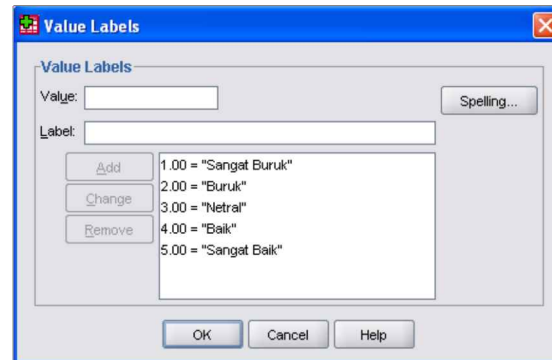 Value Labels
Value Labels
Value:
Spelling...
Label:
Add
1.00 = "Sangat Buruk"
Change
2.00 = "Buruk"
3.00 = "Netral"
Remove
4.00 = "Baik"
5.00 = "Sangat Baik"
OK
Cancel
Help